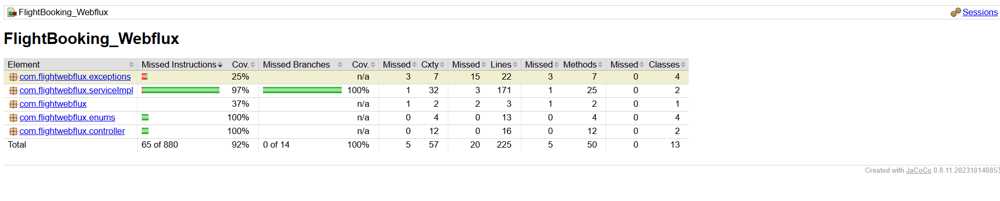 FlightBooking_Webflux Sessions
FlightBooking_Webflux
Element Missed Instructions Cov. Missed Branches Cov. Missed Cxty Missed Lines Missed Methods Missed Classes
com.flightwebflux.exceptions 25% n/a 3 7 15 22 3 7 0 4
com.flightwebflux.serviceImpl 97% 100% 1 32 3 171 1 25 0 2
com.flightwebflux 37% n/a 1 2 2 3 1 2 0 1
com.flightwebflux.enums 100% n/a 0 4 0 13 0 4 0 4
com.flightwebflux.controller 100% n/a 0 12 0 16 0 12 0 2
Total 65 of 880 92% 0 of 14 100% 5 57 20 225 5 50 0 13
Created with JaCoCo 0.8.11.202310140853